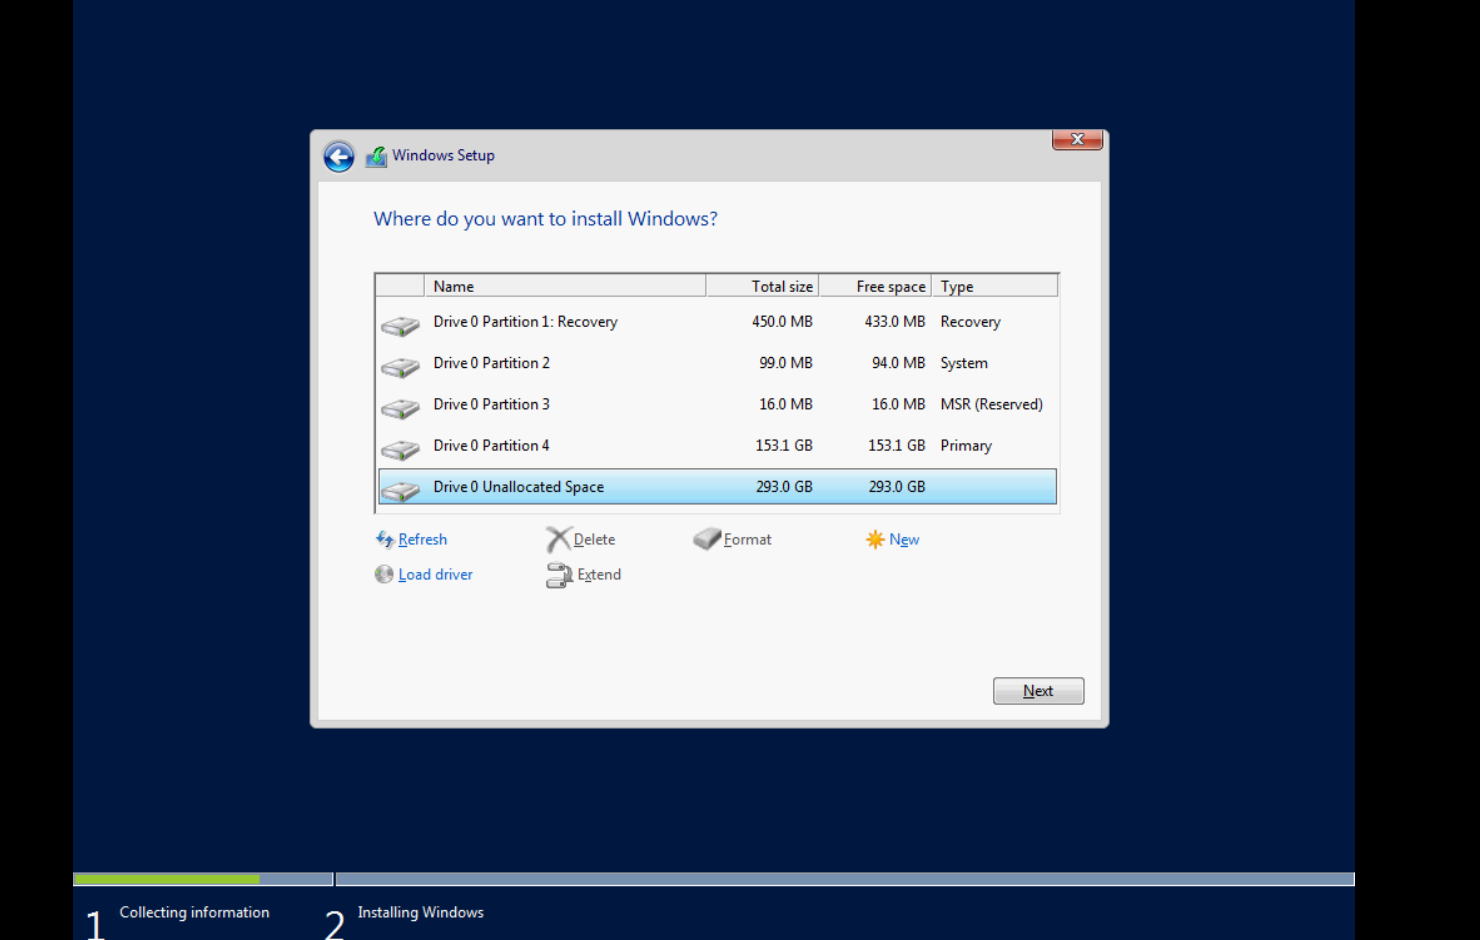 Windows Setup
Where do you want to install Windows?
Name Total size Free space Type
Drive 0 Partition 1: Recovery 450.0 MB 433.0 MB Recovery
Drive 0 Partition 2 99.0 MB 94.0 MB System
Drive 0 Partition 3 16.0 MB 16.0 MB MSR (Reserved)
Drive 0 Partition 4 153.1 GB 153.1 GB Primary
Drive 0 Unallocated Space 293.0 GB 293.0 GB
Refresh Delete Format New
Load driver Extend
Next
1 Collecting information 2 Installing Windows